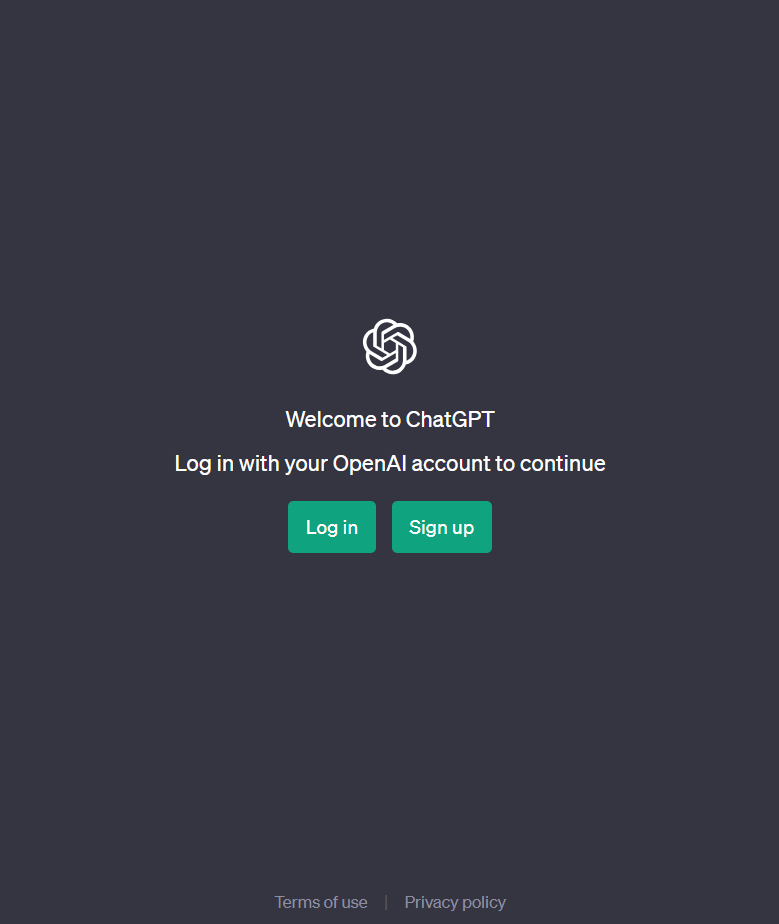 Welcome to ChatGPT
Log in with your OpenAI account to continue
Log in Sign up
Terms of use | Privacy policy